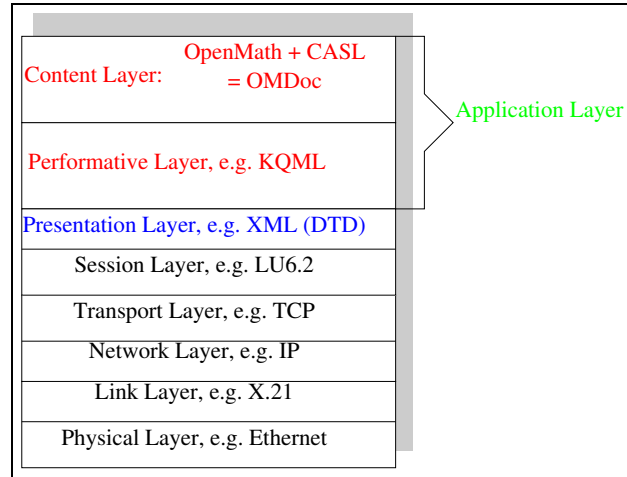 OpenMath + CASL
Content Layer:
= OMDoc
Application Layer
Performative Layer, e.g. KQML
Presentation Layer, e.g. XML (DTD)
Session Layer, e.g. LU6.2
Transport Layer, e.g. TCP
Network Layer, e.g. IP
Link Layer, e.g. X.21
Physical Layer, e.g. Ethernet